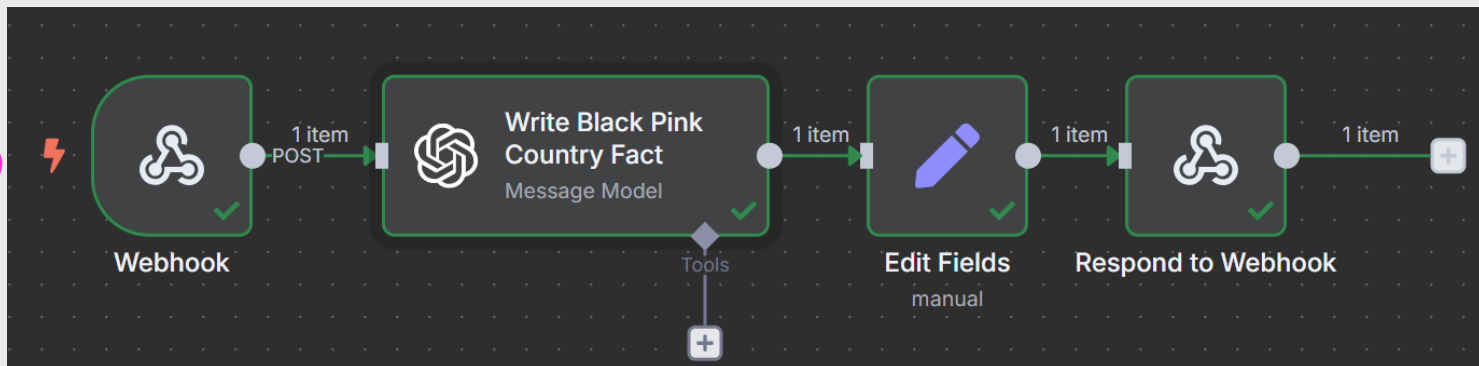 1 item
POST
Write Black Pink
Country Fact
Message Model
1 item
1 item
1 item
Webhook
Tools
Edit Fields
manual
Respond to Webhook